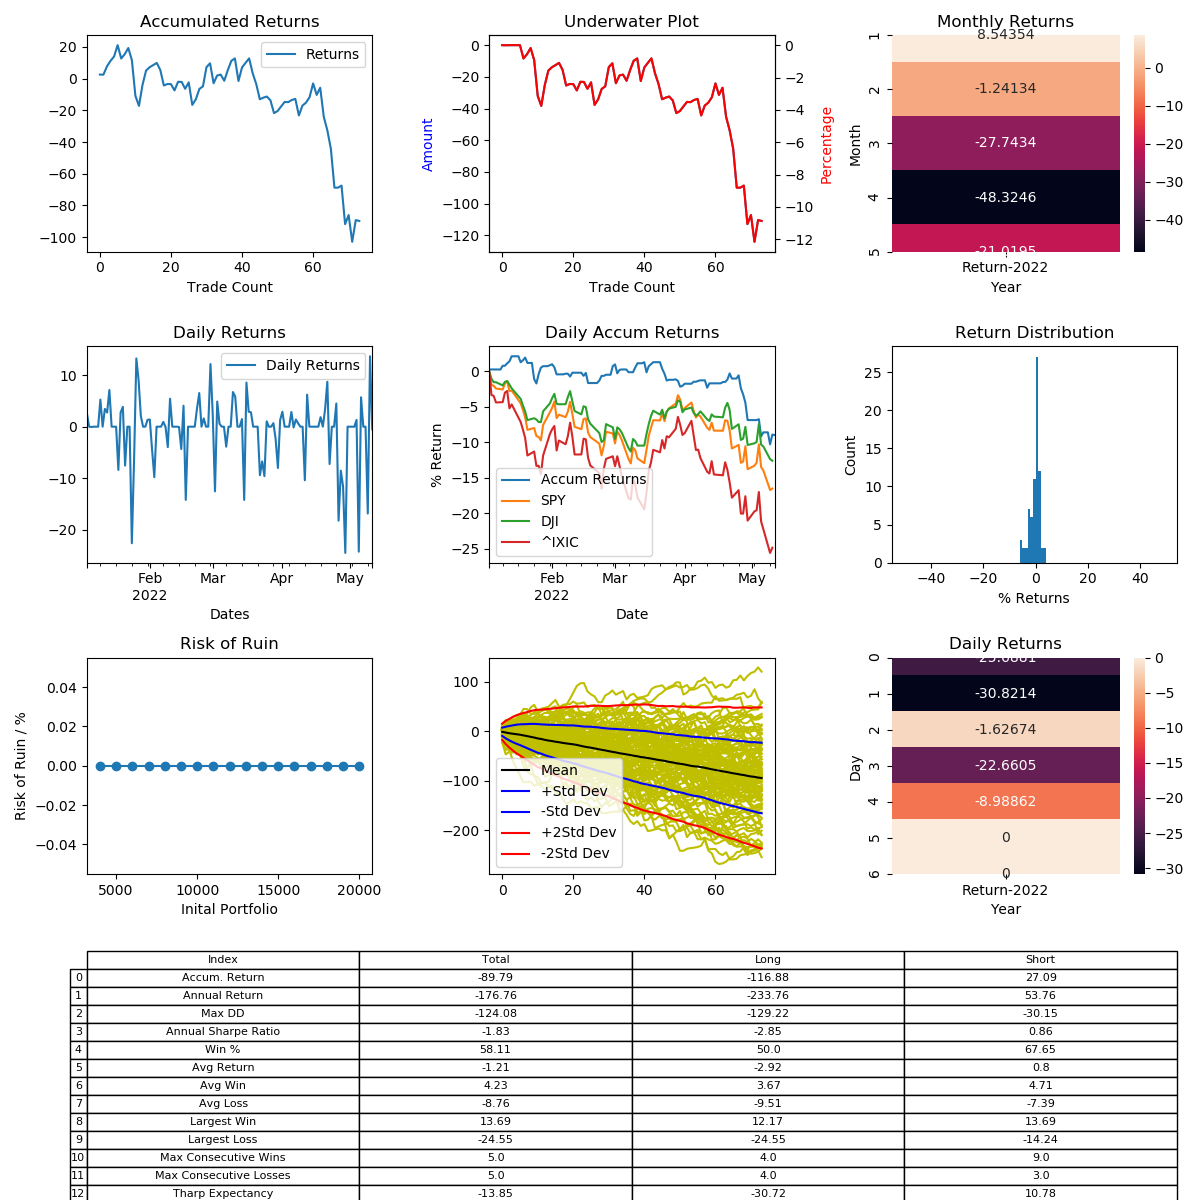 Accumulated Returns
20
0
−20
−40
−60
−80
−100
Returns
0
20
40
60
Trade Count
Underwater Plot
Amount
0
−20
−40
−60
−80
−100
−120
0
−2
−4
−6
−8
−10
−12
Percentage
0
20
40
60
Trade Count
Monthly Returns
Month
1
2
3
4
5
8.54354
-1.24134
-27.7434
-48.3246
-21.0195
Return-2022
Year
0
−10
−20
−30
−40
Daily Returns
10
0
−10
−20
Daily Returns
Feb
2022
Mar
Apr
May
Dates
Daily Accum Returns
% Return
0
−5
−10
−15
−20
−25
Accum Returns
SPY
DJI
^IXIC
Feb
2022
Mar
Apr
May
Date
Return Distribution
Count
25
20
15
10
5
0
−40
−20
0
20
40
% Returns
Risk of Ruin
Risk of Ruin / %
0.04
0.02
0.00
−0.02
−0.04
5000
10000
15000
20000
Inital Portfolio
100
0
−100
−200
Mean
+Std Dev
-Std Dev
+2Std Dev
-2Std Dev
0
20
40
60
Daily Returns
Day
0
1
2
3
4
5
6
-30.8214
-1.62674
-22.6605
-8.98862
0
0
Return-2022
Year
0
−5
−10
−15
−20
−25
−30
Index Total Long Short
0 Accum. Return -89.79 -116.88 27.09
1 Annual Return -176.76 -233.76 53.76
2 Max DD -124.08 -129.22 -30.15
3 Annual Sharpe Ratio -1.83 -2.85 0.86
4 Win % 58.11 50.0 67.65
5 Avg Return -1.21 -2.92 0.8
6 Avg Win 4.23 3.67 4.71
7 Avg Loss -8.76 -9.51 -7.39
8 Largest Win 13.69 12.17 13.69
9 Largest Loss -24.55 -24.55 -14.24
10 Max Consecutive Wins 5.0 4.0 9.0
11 Max Consecutive Losses 5.0 4.0 3.0
12 Tharp Expectancy -13.85 -30.72 10.78